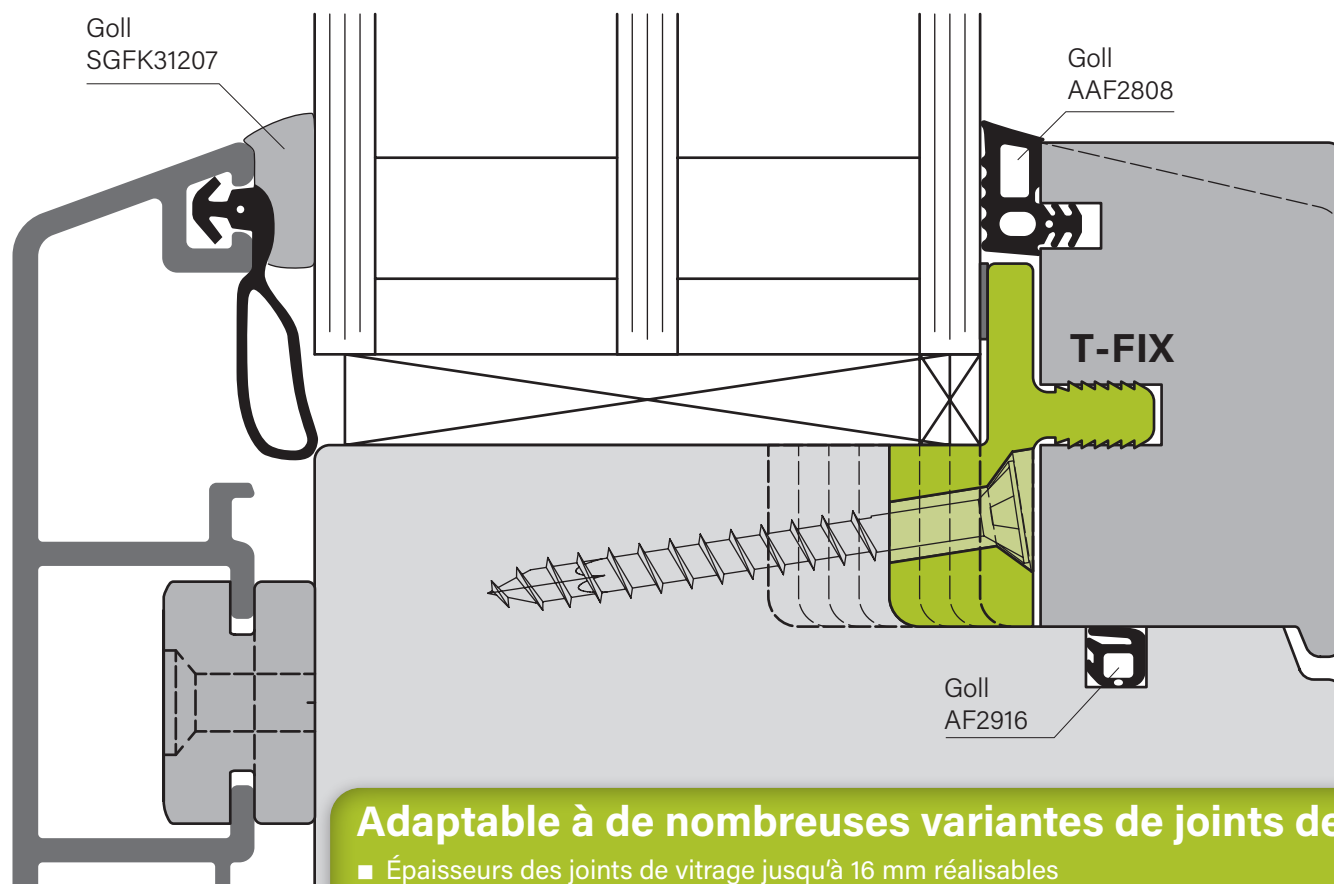 Goll
SGFK31207
Goll
AAF2808
T-FIX
Goll
AF2916
Adaptable à de nombreuses variantes de joints de
■ Épaisseurs des joints de vitrage jusqu‘à 16 mm réalisables